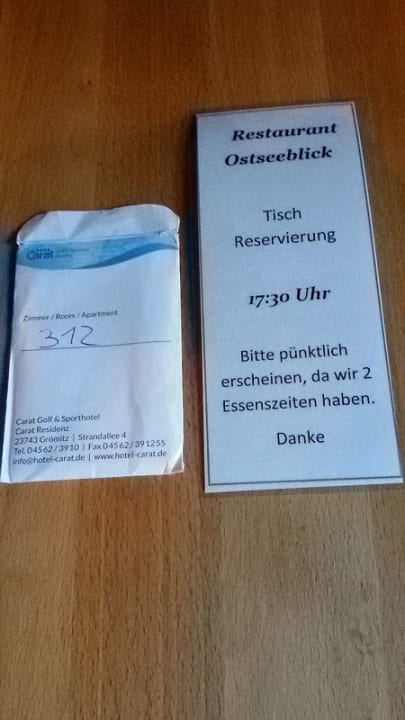 Carat
Zimmer / Room / Apartment
312
Carat Golf & Sporthotel
Carat Residenz
23743 Grömitz | Strandallee 4
Tel. 04562/3910 | Fax 04562/391255
info@hotel-carat.de | www.hotel-carat.de
Restaurant
Ostseeblick
Tisch
Reservierung
17:30 Uhr
Bitte pünktlich
erscheinen, da wir 2
Essenszeiten haben.
Danke